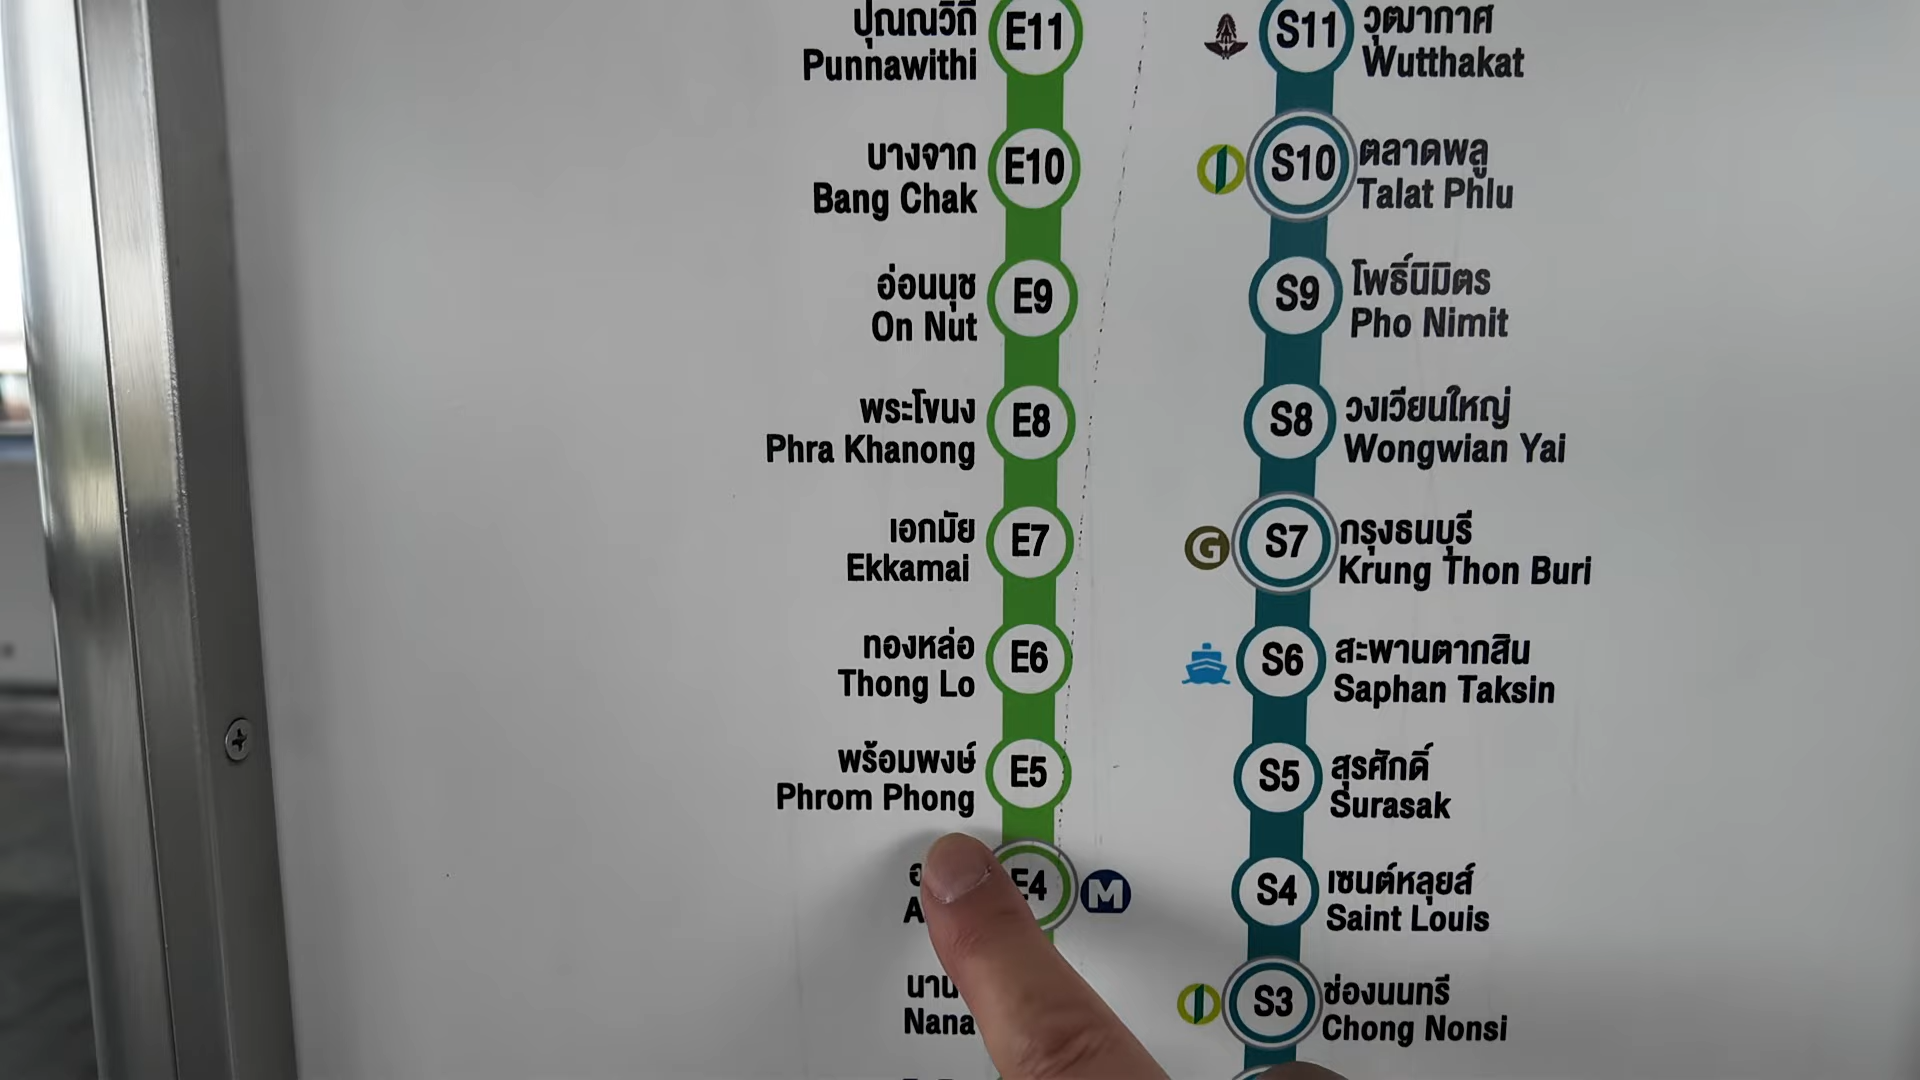 ปุณณวิถี
Punnawithi
E11
บางจาก
Bang Chak
E10
อ่อนนุช
On Nut
E9
พระโขนง
Phra Khanong
E8
เอกมัย
Ekkamai
E7
ทองหล่อ
Thong Lo
E6
พร้อมพงษ์
Phrom Phong
E5
E4
M
Nana
S11
วุฒากาศ
Wutthakat
S10
ตลาดพลู
Talat Phlu
S9
โพธิ์นิมิตร
Pho Nimit
S8
วงเวียนใหญ่
Wongwian Yai
G
S7
กรุงธนบุรี
Krung Thon Buri
S6
สะพานตากสิน
Saphan Taksin
S5
สุรศักดิ์
Surasak
S4
เซนต์หลุยส์
Saint Louis
S3
ช่องนนทรี
Chong Nonsi